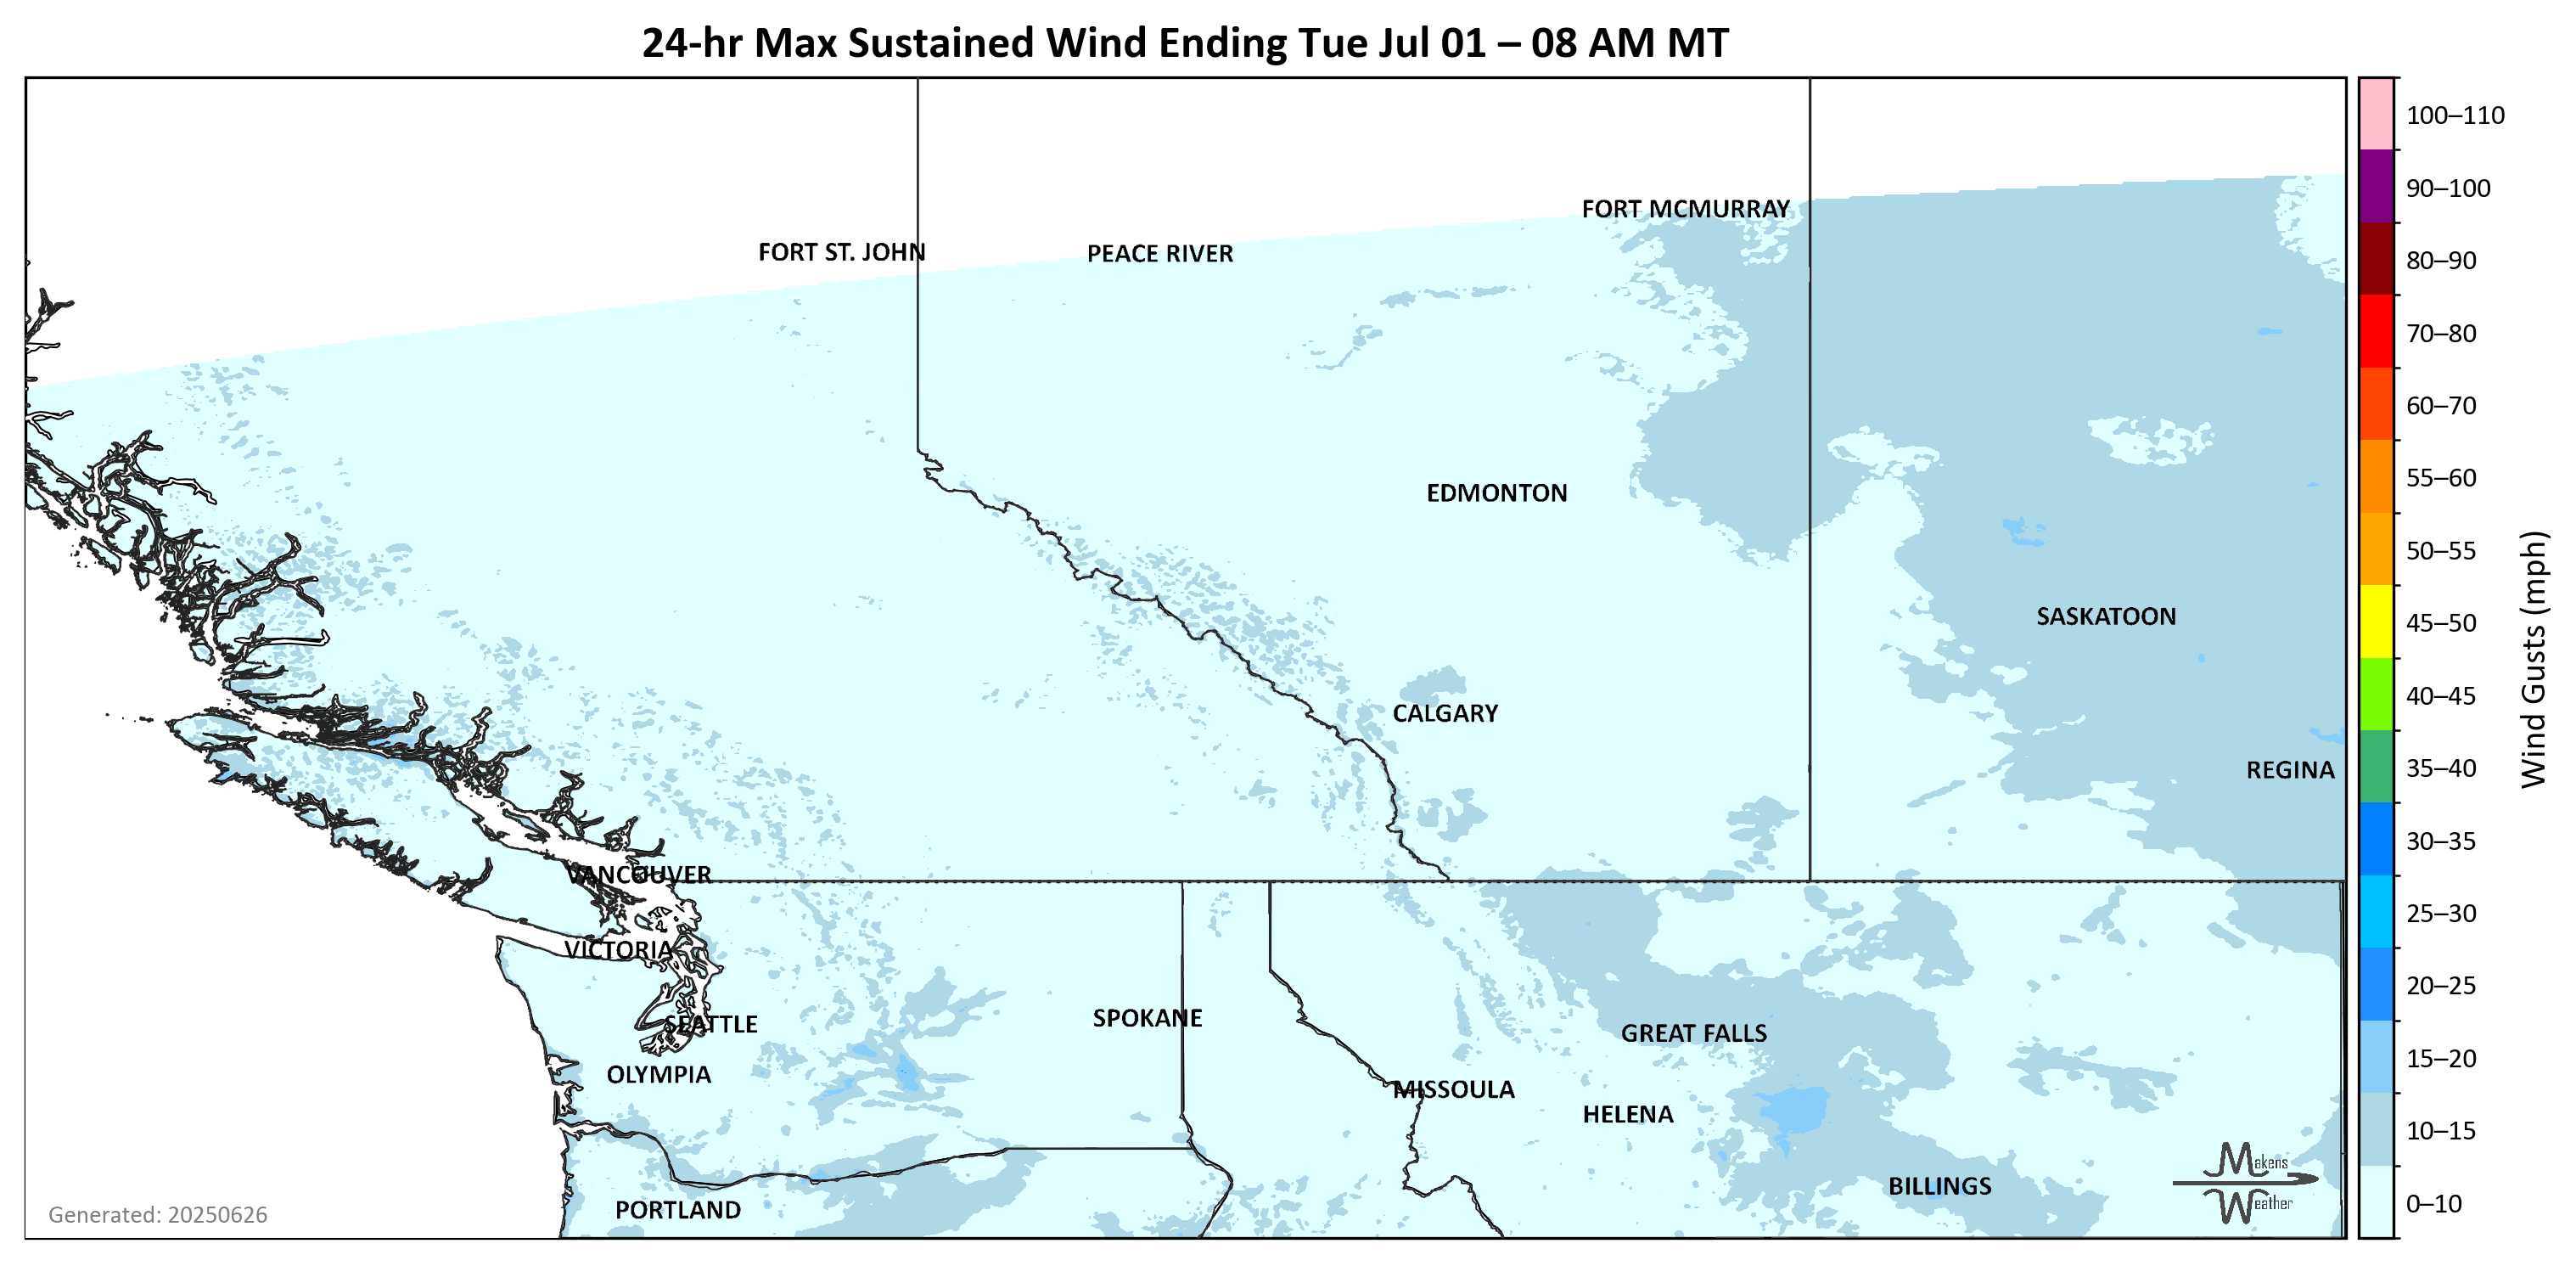 24-hr Max Sustained Wind Ending Tue Jul 01 – 08 AM MT
100–110
90–100
80–90
70–80
60–70
55–60
50–55
45–50
40–45
35–40
30–35
25–30
20–25
15–20
10–15
0–10
Wind Gusts (mph)
FORT MCMURRAY
FORT ST. JOHN
PEACE RIVER
EDMONTON
SASKATOON
CALGARY
REGINA
VANCOUVER
VICTORIA
SEATTLE
SPOKANE
GREAT FALLS
OLYMPIA
MISSOULA
HELENA
BILLINGS
PORTLAND
Makens
Weather
Generated: 20250626